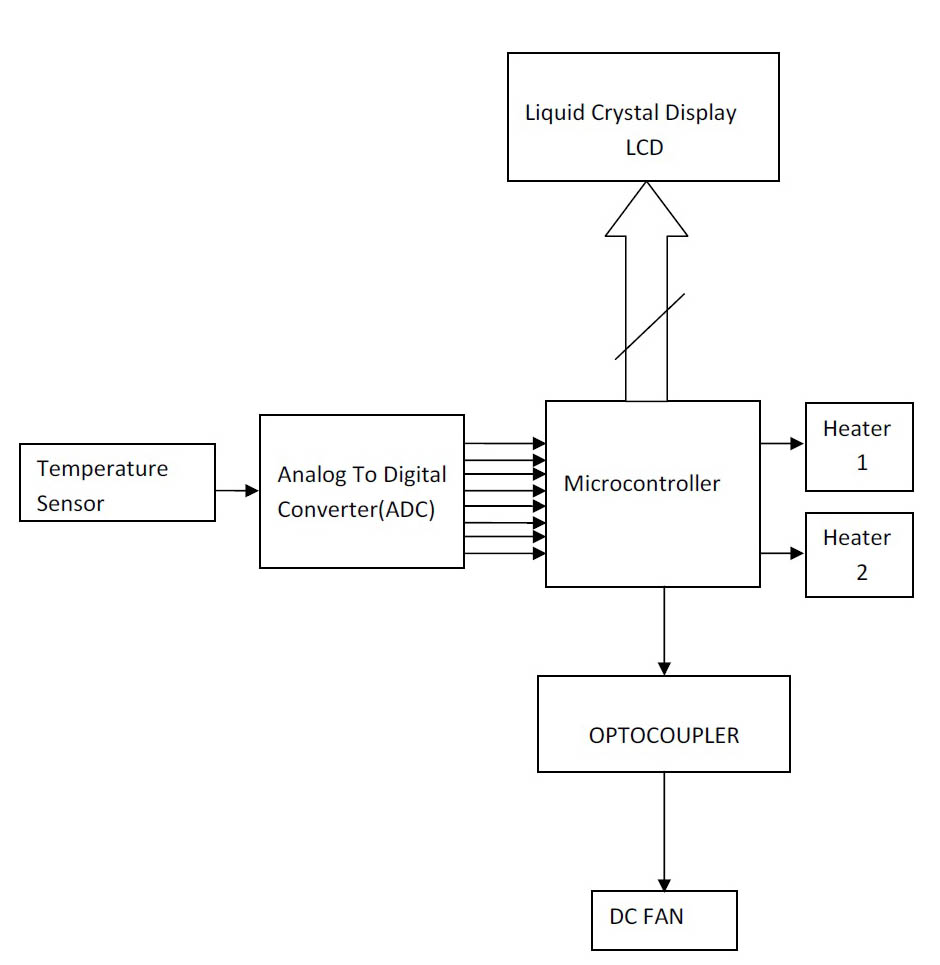 Liquid Crystal Display
LCD
Temperature
Sensor
Analog To Digital
Converter(ADC)
Microcontroller
Heater
1
Heater
2
OPTOCOUPLER
DC FAN